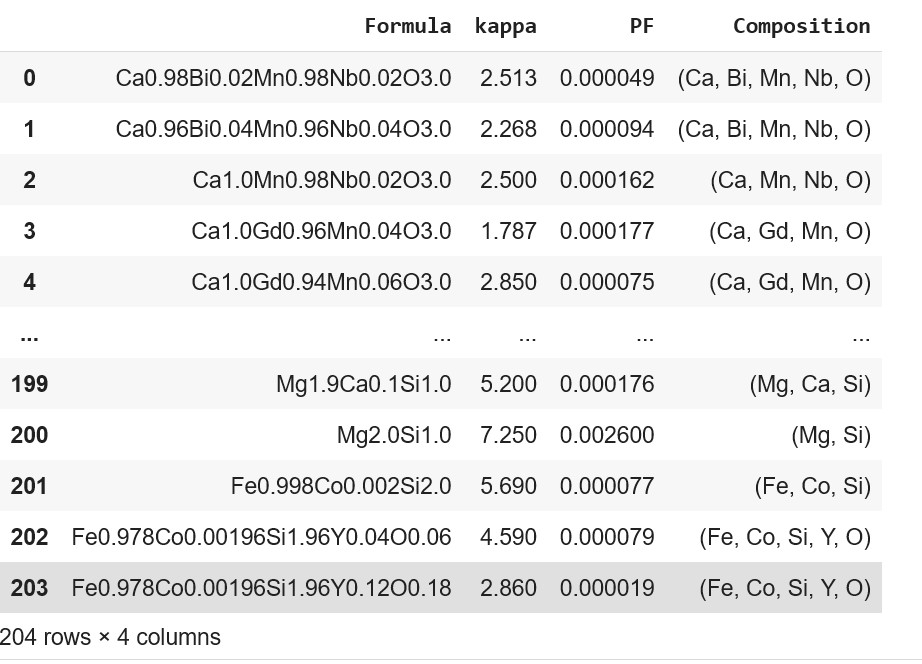 Formula kappa PF Composition
0 Ca0.98Bi0.02Mn0.98Nb0.02O3.0 2.513 0.000049 (Ca, Bi, Mn, Nb, O)
1 Ca0.96Bi0.04Mn0.96Nb0.04O3.0 2.268 0.000094 (Ca, Bi, Mn, Nb, O)
2 Ca1.0Mn0.98Nb0.02O3.0 2.500 0.000162 (Ca, Mn, Nb, O)
3 Ca1.0Gd0.96Mn0.04O3.0 1.787 0.000177 (Ca, Gd, Mn, O)
4 Ca1.0Gd0.94Mn0.06O3.0 2.850 0.000075 (Ca, Gd, Mn, O)
... ... ... ... ...
199 Mg1.9Ca0.1Si1.0 5.200 0.000176 (Mg, Ca, Si)
200 Mg2.0Si1.0 7.250 0.002600 (Mg, Si)
201 Fe0.998Co0.002Si2.0 5.690 0.000077 (Fe, Co, Si)
202 Fe0.978Co0.00196Si1.96Y0.04O0.06 4.590 0.000079 (Fe, Co, Si, Y, O)
203 Fe0.978Co0.00196Si1.96Y0.12O0.18 2.860 0.000019 (Fe, Co, Si, Y, O)
204 rows × 4 columns